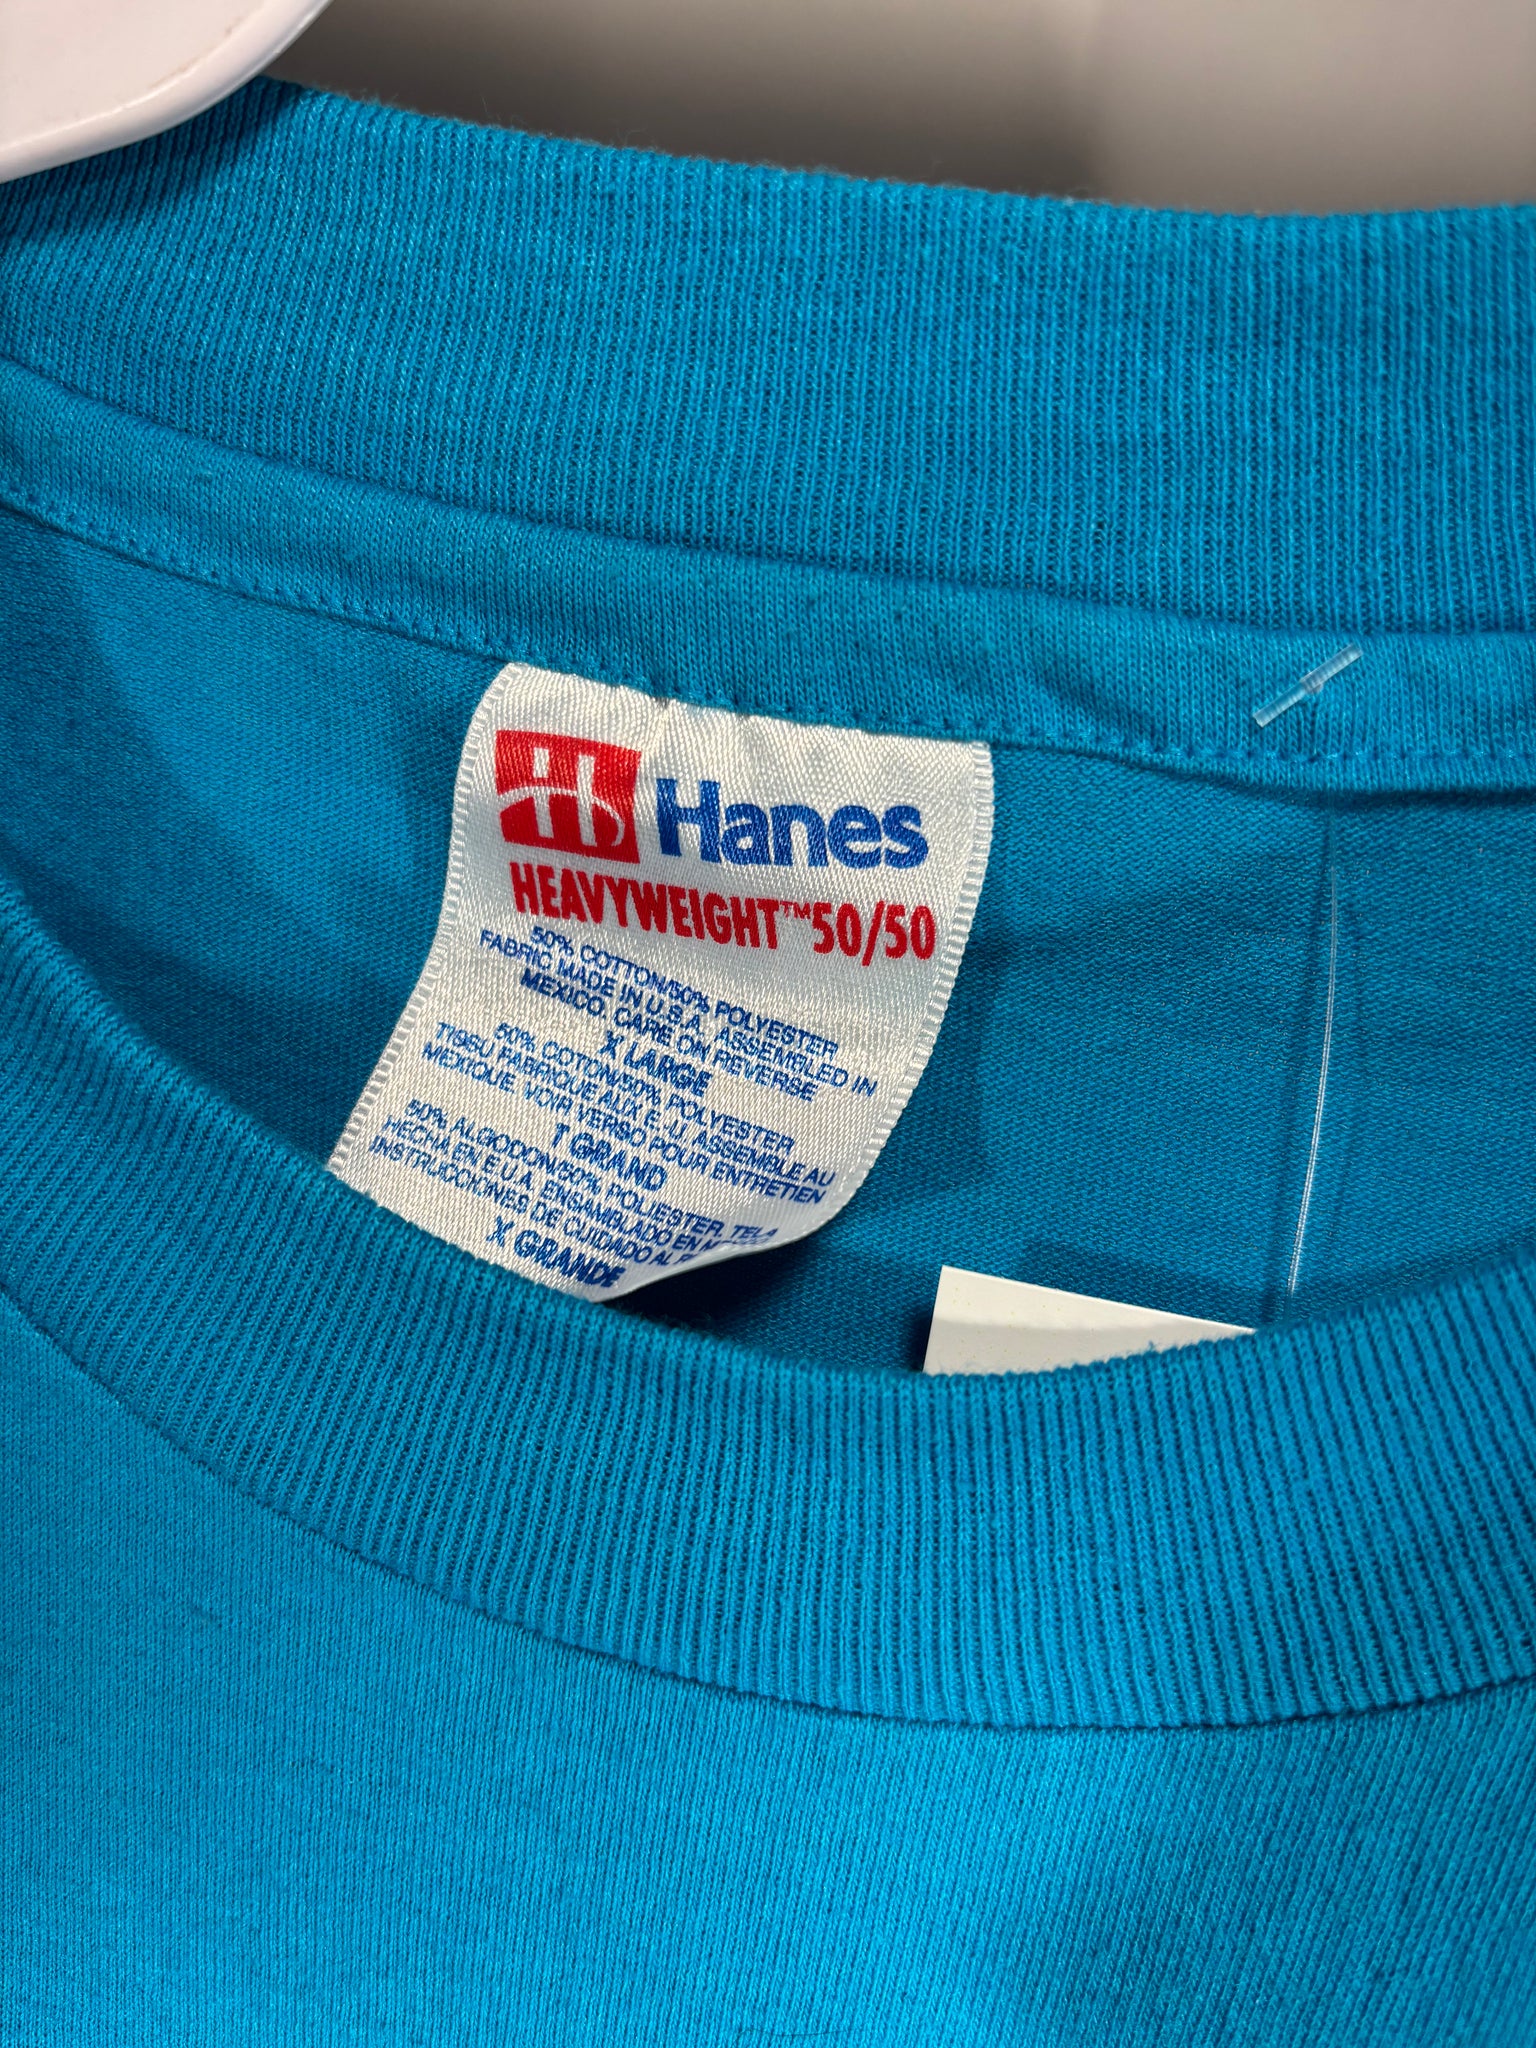 Hanes
HEAVYWEIGHT™50/50
50% COTTON/50% POLYESTER
FABRIC MADE IN U.S.A. ASSEMBLED IN
MEXICO. CARE ON REVERSE
X LARGE
50% COTON/50% POLYESTER
TISSU FABRIQUE AUX E.-U. ASSEMBLE AU
MEXIQUE. VOIR VERSO POUR ENTRETIEN
T GRAND
50% ALGODON/50% POLIESTER. TELA
HECHA EN E.U.A. ENSAMBLADO EN
INSTRUCCIONES DE CUIDADO AL
X GRANDE